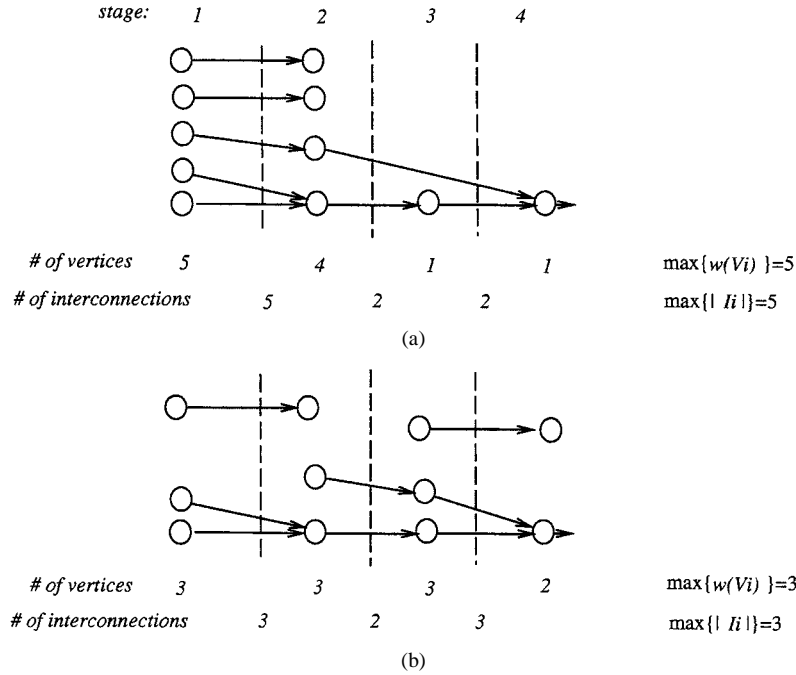 stage: 1 2 3 4
# of vertices 5 4 1 1 max{w(Vi) }=5
# of interconnections 5 2 2 max{| Ii |}=5
(a)
# of vertices 3 3 3 2 max{w(Vi) }=3
# of interconnections 3 2 3 max{| Ii |}=3
(b)